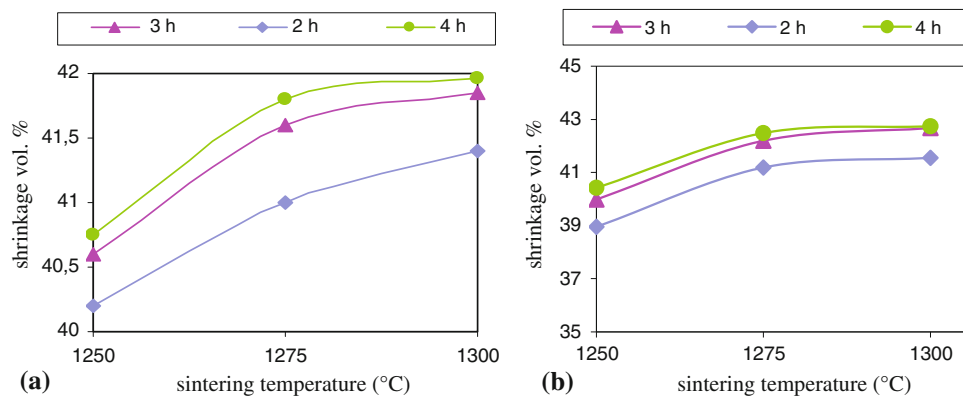 3 h 2 h 4 h
shrinkage vol. %
42
41,5
41
40,5
40
1250 1275 1300
(a) sintering temperature (°C)
3 h 2 h 4 h
shrinkage vol. %
45
43
41
39
37
35
1250 1275 1300
(b) sintering temperature (°C)